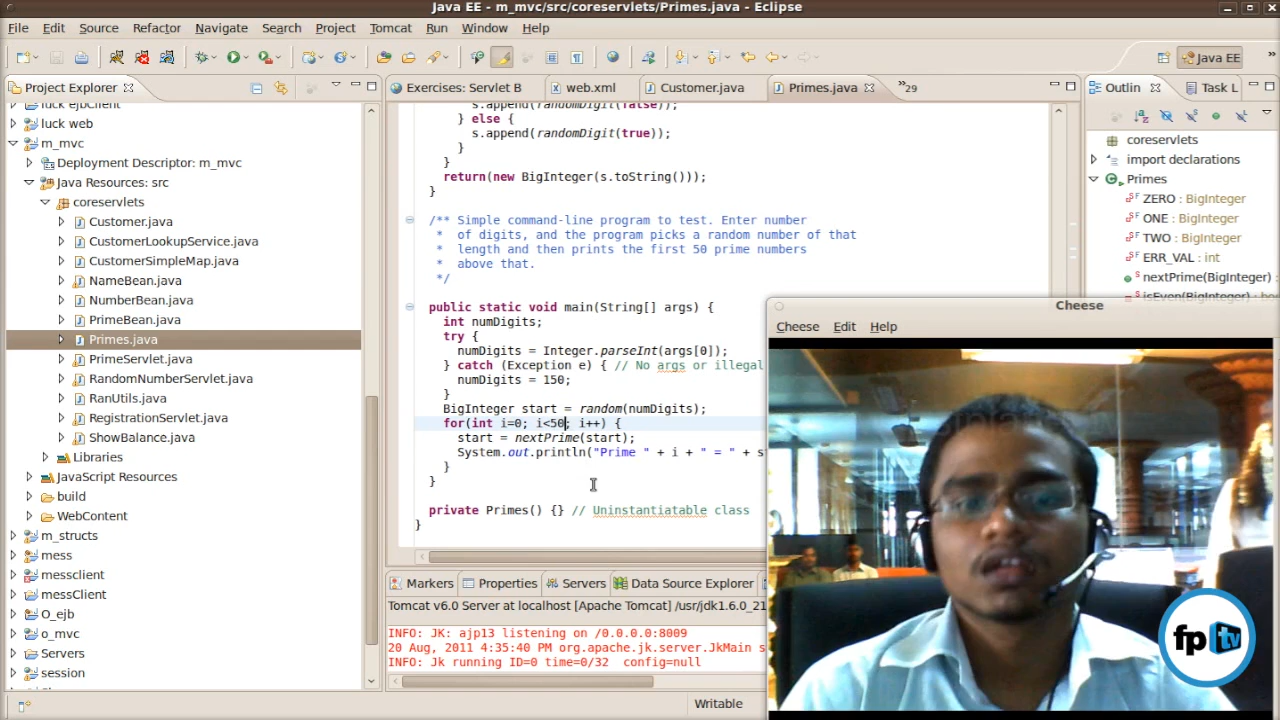 Java EE - m_mvc/src/coreservlets/Primes.java - Eclipse
File Edit Source Refactor Navigate Search Project Tomcat Run Window Help
Java EE
Project Explorer
Exercises: Servlet B
web.xml
Customer.java
Primes.java
29
Outlin
Task L
luck ejbClient
luck web
m_mvc
Deployment Descriptor: m_mvc
Java Resources: src
coreservlets
Customer.java
CustomerLookupService.java
CustomerSimpleMap.java
NameBean.java
NumberBean.java
PrimeBean.java
Primes.java
PrimeServlet.java
RandomNumberServlet.java
RanUtils.java
RegistrationServlet.java
ShowBalance.java
Libraries
JavaScript Resources
build
WebContent
m_structs
mess
messclient
messClient
O_ejb
o_mvc
Servers
session
s.append(randomDigit(false));
} else {
s.append(randomDigit(true));
}
}
return(new BigInteger(s.toString()));
}
/** Simple command-line program to test. Enter number
* of digits, and the program picks a random number of that
* length and then prints the first 50 prime numbers
* above that.
*/
public static void main(String[] args) {
int numDigits;
try {
numDigits = Integer.parseInt(args[0]);
} catch (Exception e) { // No args or illegal
numDigits = 150;
}
BigInteger start = random(numDigits);
for(int i=0; i<50; i++) {
start = nextPrime(start);
System.out.println("Prime " + i + " = " + s
}
}
private Primes() {} // Uninstantiatable class
}
coreservlets
import declarations
Primes
ZERO : BigInteger
ONE : BigInteger
TWO : BigInteger
ERR_VAL : int
nextPrime(BigInteger)
isEven(BigInteger)
Cheese
Cheese Edit Help
Markers
Properties
Servers
Data Source Explorer
Tomcat v6.0 Server at localhost [Apache Tomcat] /usr/jdk1.6.0_21
INFO: JK: ajp13 listening on /0.0.0.0:8009
20 Aug, 2011 4:35:40 PM org.apache.jk.server.JkMain s
INFO: Jk running ID=0 time=0/32 config=null
Writable
fp tv